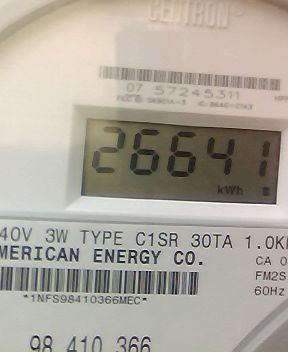 CENTRON
07 57245311
26641
kWh
40V 3W TYPE C1SR 30TA 1.0K
MERICAN ENERGY CO.
CA 0
FM2S
60Hz
*1NFS98410366MEC*
98 410 366